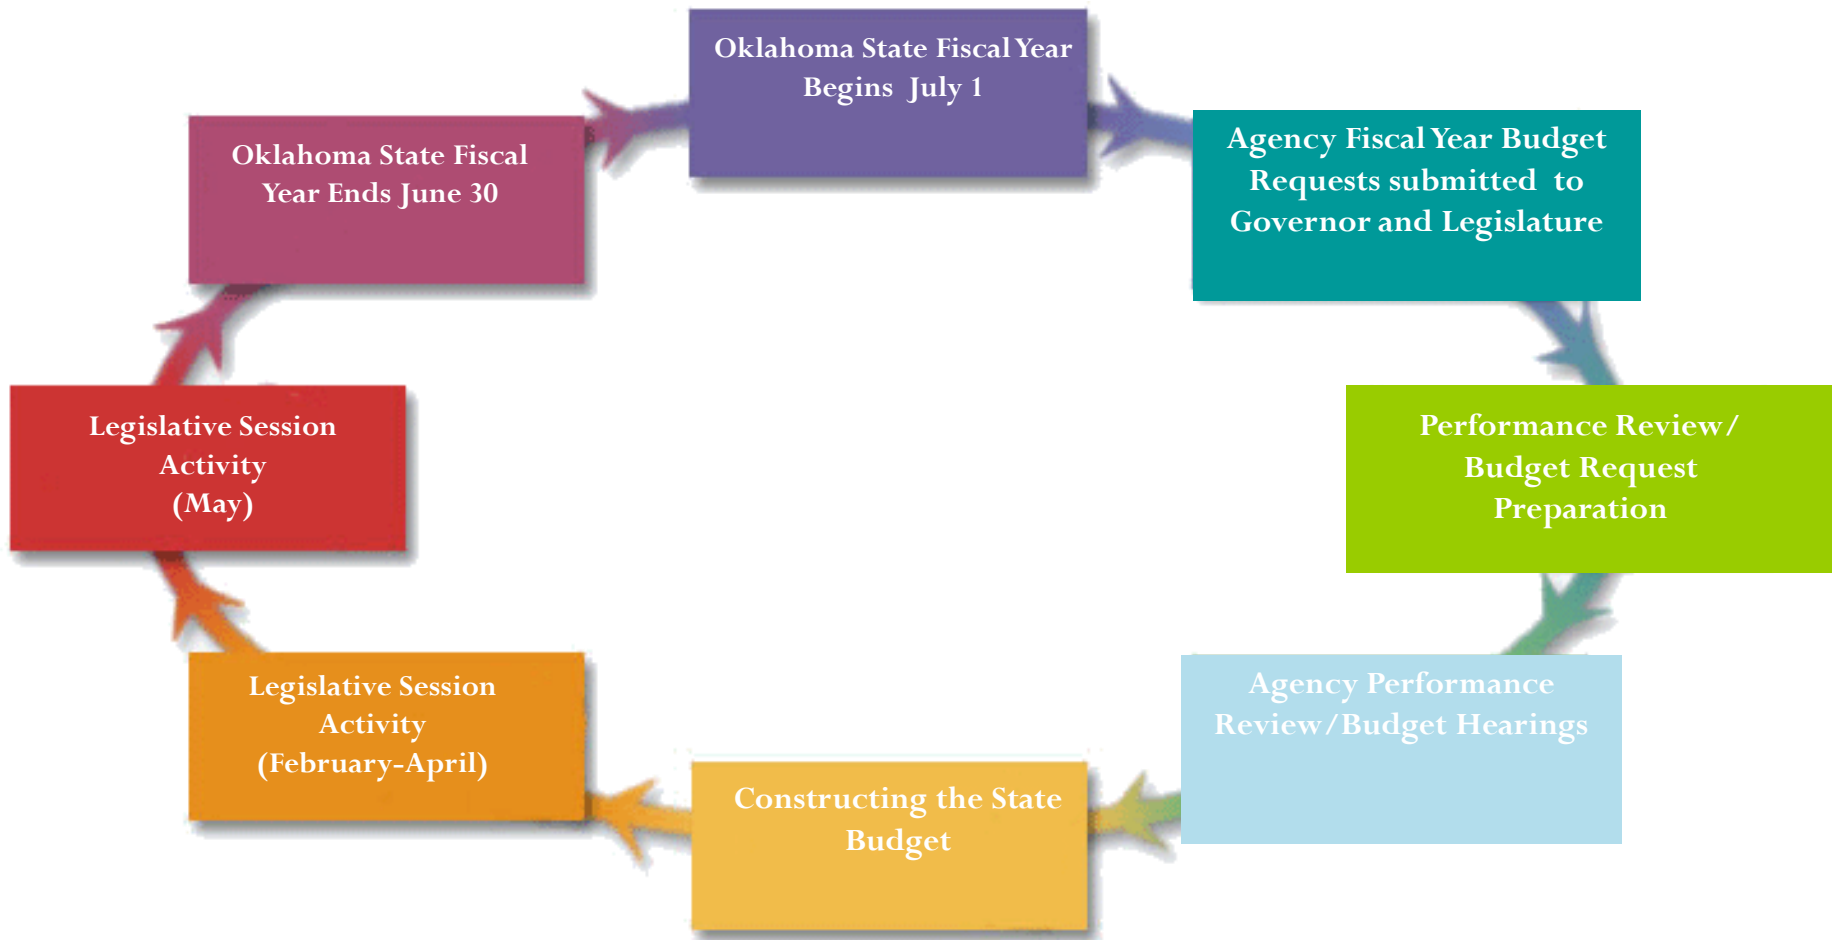 Oklahoma State Fiscal Year
Begins July 1
Agency Fiscal Year Budget
Requests submitted to
Governor and Legislature
Performance Review/
Budget Request
Preparation
Agency Performance
Review/Budget Hearings
Constructing the State
Budget
Legislative Session
Activity
(February-April)
Legislative Session
Activity
(May)
Oklahoma State Fiscal
Year Ends June 30